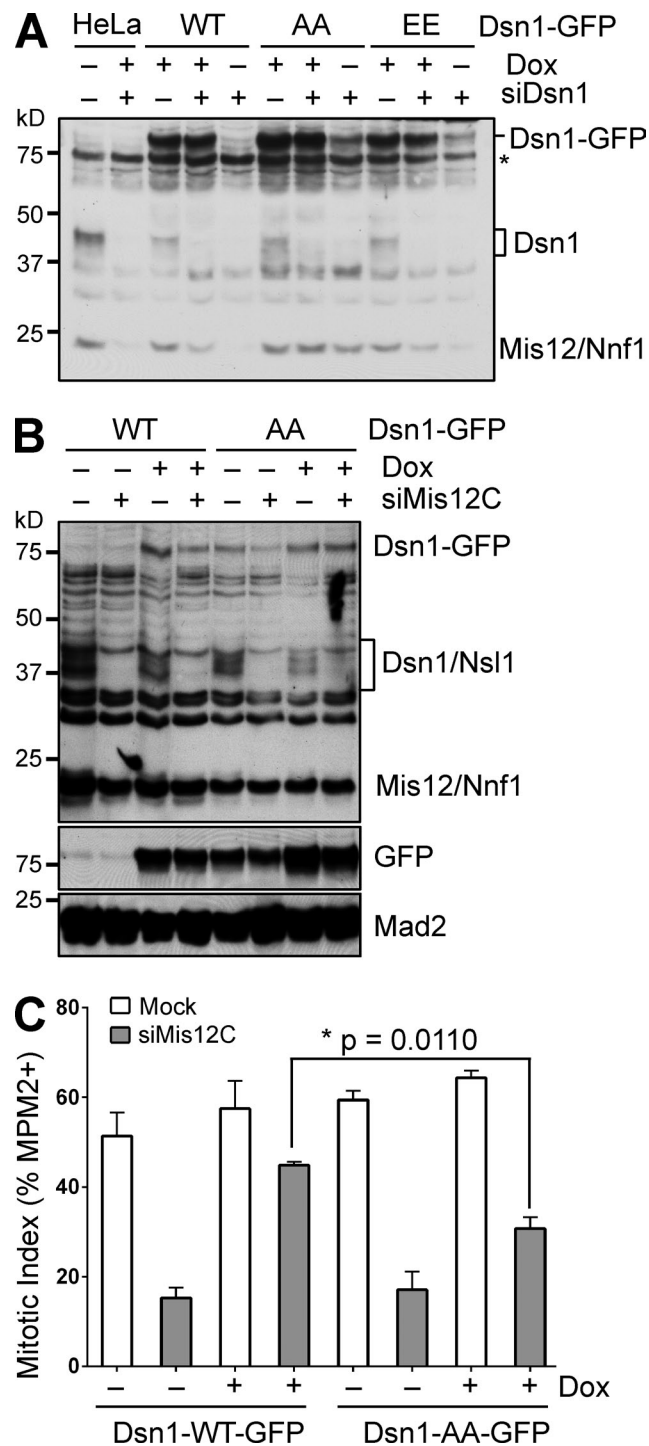 A
HeLa WT AA EE Dsn1-GFP
– + + + – + + – + + – Dox
– + – + + – + + – + + siDsn1
kD
75
50
37
25
Dsn1-GFP
*
Dsn1
Mis12/Nnf1
B
WT AA Dsn1-GFP
– – + + – – + + Dox
– + – + – + – + siMis12C
kD
75
50
37
25
Dsn1-GFP
Dsn1/Nsl1
Mis12/Nnf1
75
GFP
25
Mad2
C
Mock
siMis12C
* p = 0.0110
Mitotic Index (% MPM2+)
80
60
40
20
0
– – + + – – + + Dox
Dsn1-WT-GFP Dsn1-AA-GFP